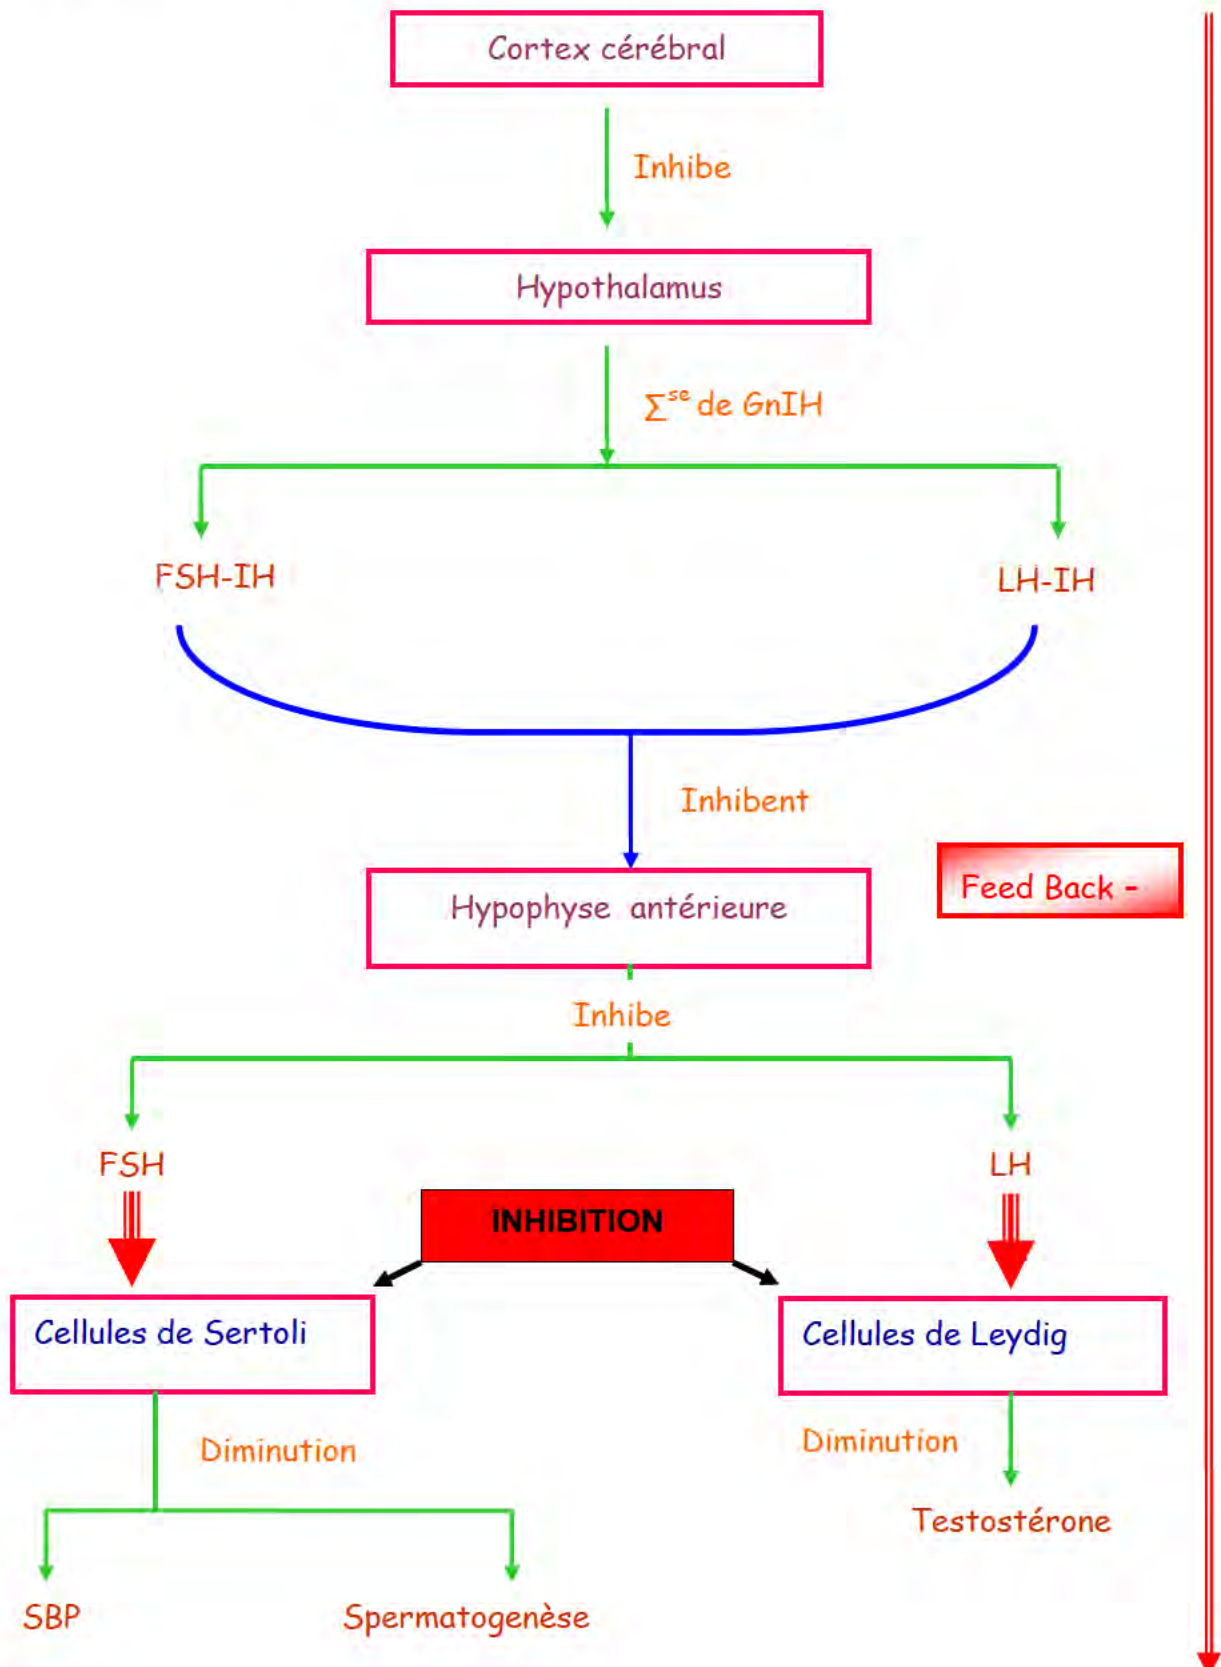 Cortex cérébral
Inhibe
Hypothalamus
∑se de GnIH
FSH-IH
LH-IH
Inhibent
Hypophyse antérieure
Feed Back -
Inhibe
FSH
LH
INHIBITION
Cellules de Sertoli
Cellules de Leydig
Diminution
Diminution
Testostérone
SBP
Spermatogenèse